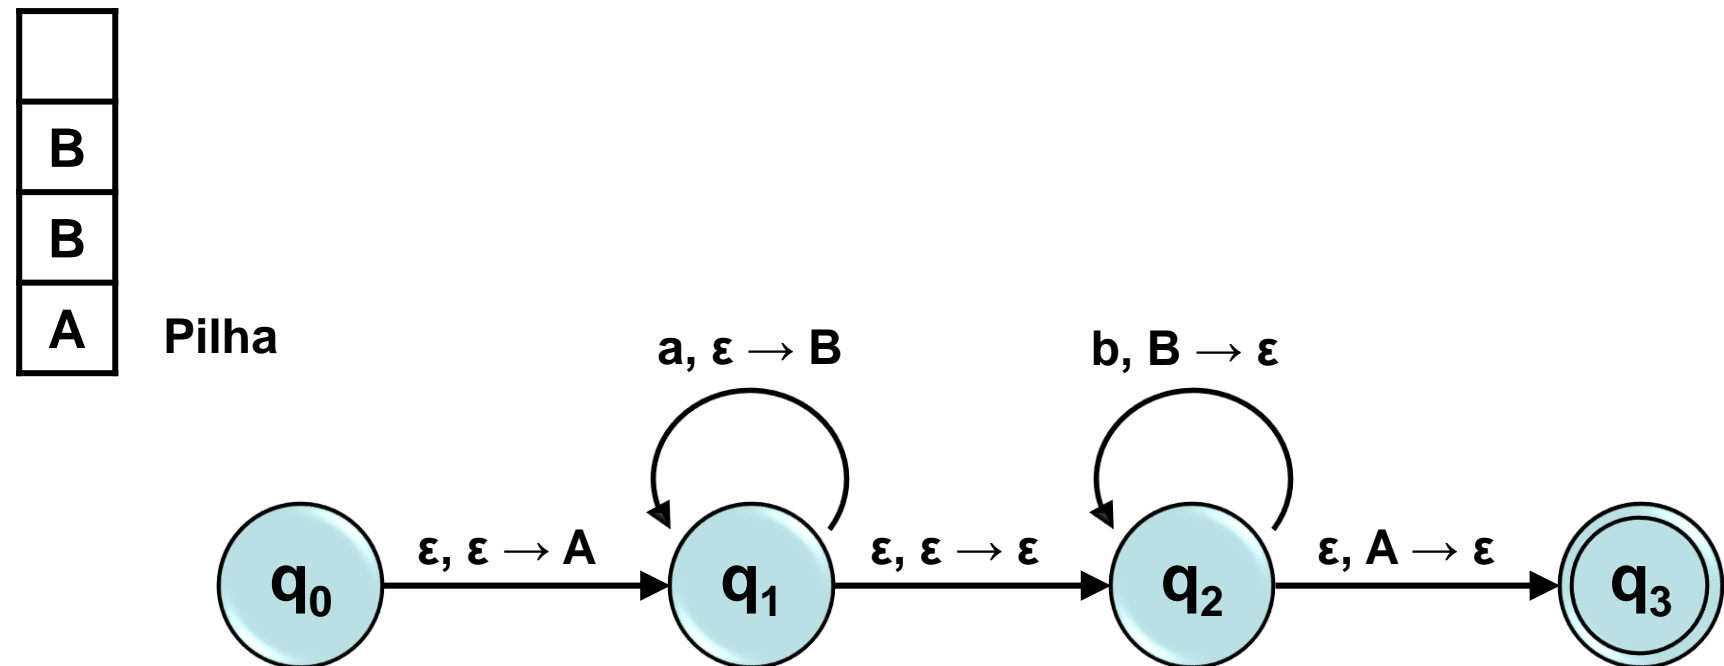 B
B
A
Pilha
a, ε → B
b, B → ε
ε, ε → A
ε, ε → ε
ε, A → ε
q₀
q₁
q₂
q₃